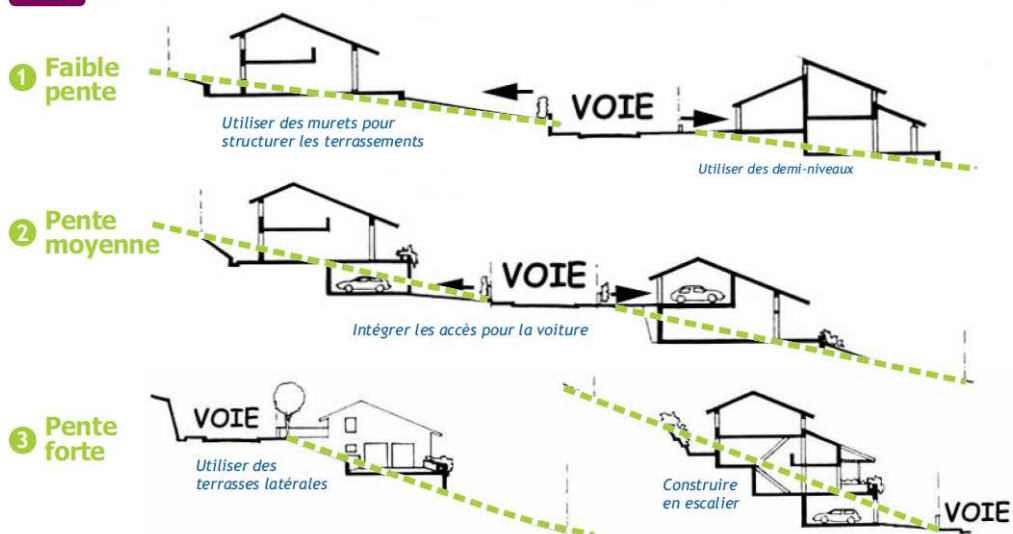 1 Faible
pente
VOIE
Utiliser des murets pour
structurer les terrassements
Utiliser des demi-niveaux
2 Pente
moyenne
VOIE
Intégrer les accès pour la voiture
3 Pente
forte
VOIE
Utiliser des
terrasses latérales
Construire
en escalier
VOIE